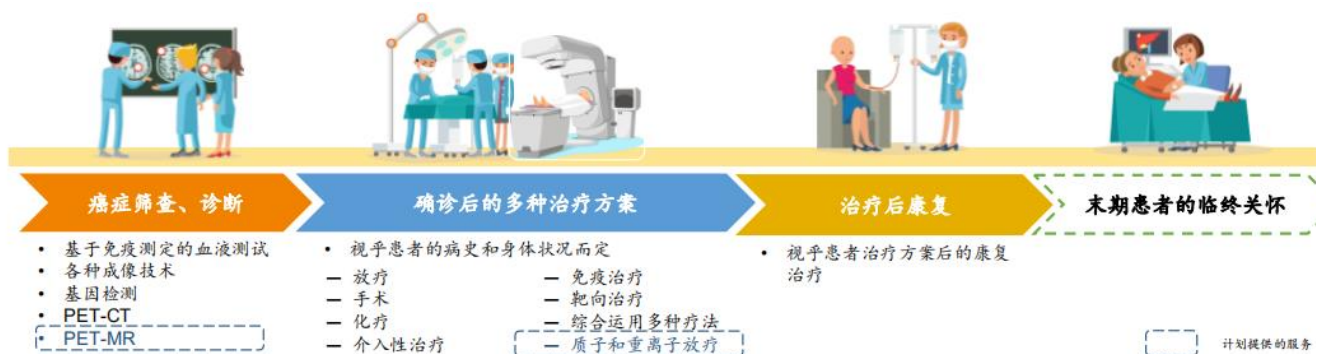 癌症筛查、诊断
确诊后的多种治疗方案
治疗后康复
末期患者的临终关怀
• 基于免疫测定的血液测试
• 各种成像技术
• 基因检测
• PET-CT
• PET-MR
• 视乎患者的病史和身体状况而定
— 放疗
— 手术
— 化疗
— 介入性治疗
— 免疫治疗
— 靶向治疗
— 综合运用多种疗法
— 质子和重离子放疗
• 视乎患者治疗方案后的康复
治疗
计划提供的服务